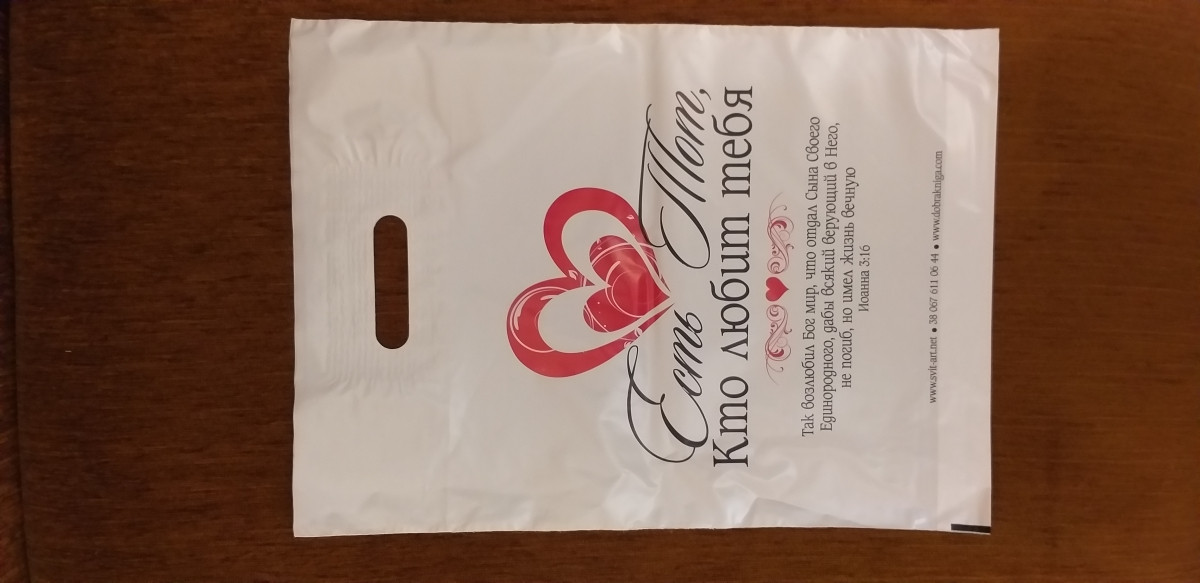 Есть Тот,
Кто любит тебя
Так возлюбил Бог мир, что отдал Сына Своего
Единородного, дабы всякий верующий в Него,
не погиб, но имел жизнь вечную
Иоанна 3:16
www.svit-art.net ● 38 067 611 06 44 ● www.dobrakniga.com